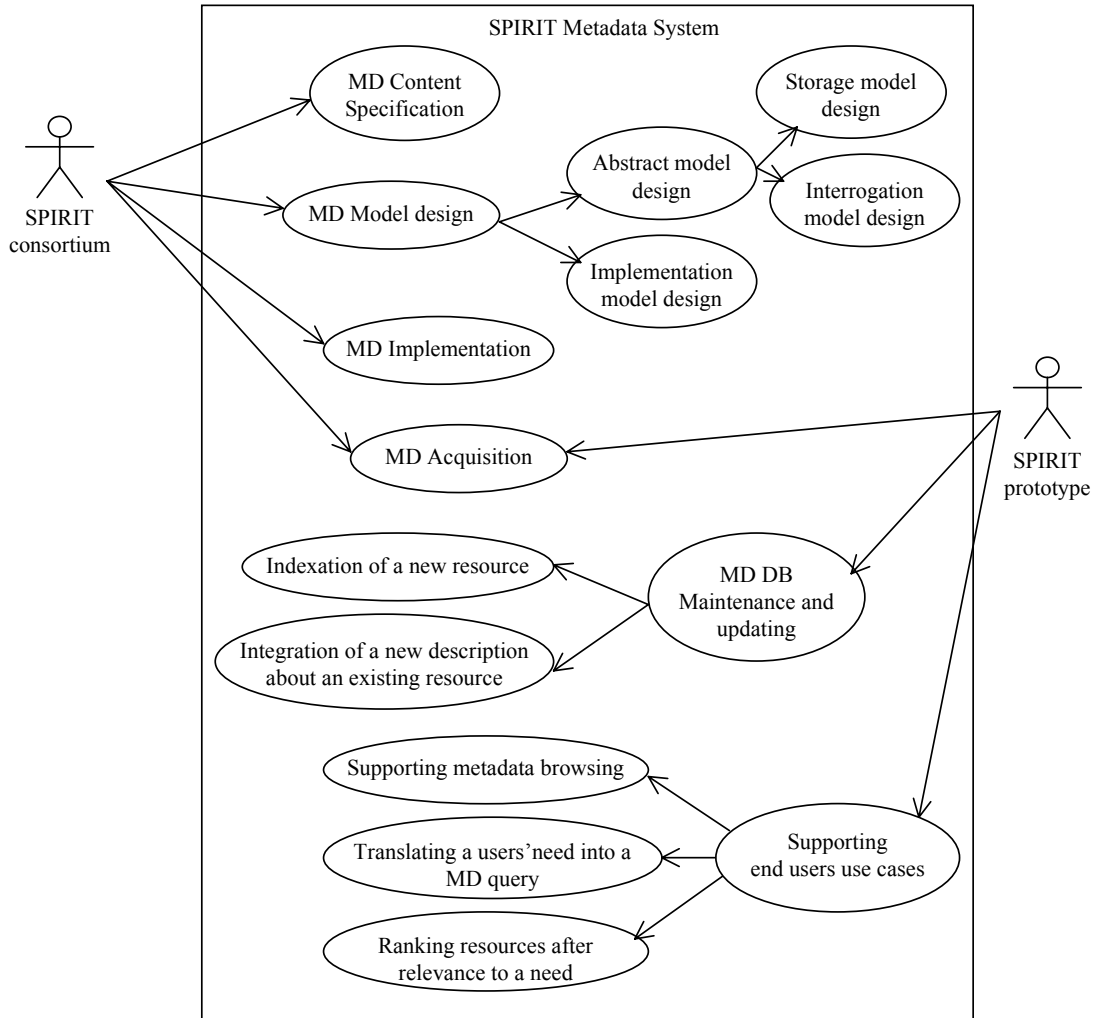 SPIRIT Metadata System
MD Content
Specification
Storage model
design
Abstract model
design
Interrogation
model design
SPIRIT
consortium
MD Model design
Implementation
model design
MD Implementation
MD Acquisition
SPIRIT
prototype
Indexation of a new resource
MD DB
Maintenance and
updating
Integration of a new description
about an existing resource
Supporting metadata browsing
Translating a users’need into a
MD query
Supporting
end users use cases
Ranking resources after
relevance to a need